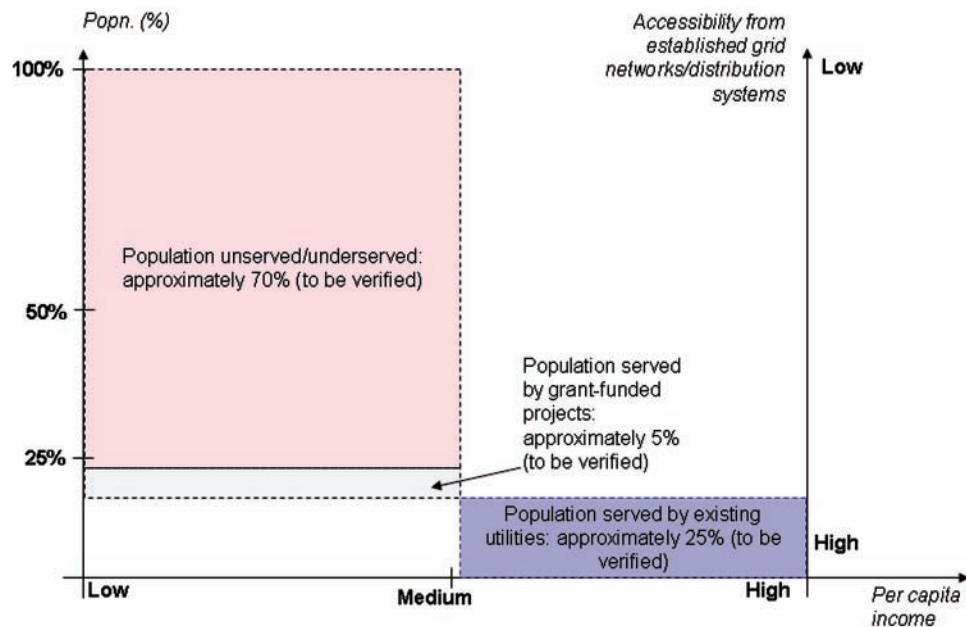 Popn. (%)
Accessibility from
established grid
networks/distribution
systems
100%
Low
Population unserved/underserved:
approximately 70% (to be verified)
50%
Population served
by grant-funded
projects:
approximately 5%
(to be verified)
25%
Population served by existing
utilities: approximately 25% (to be
verified)
High
Low
Medium
High
Per capita
income